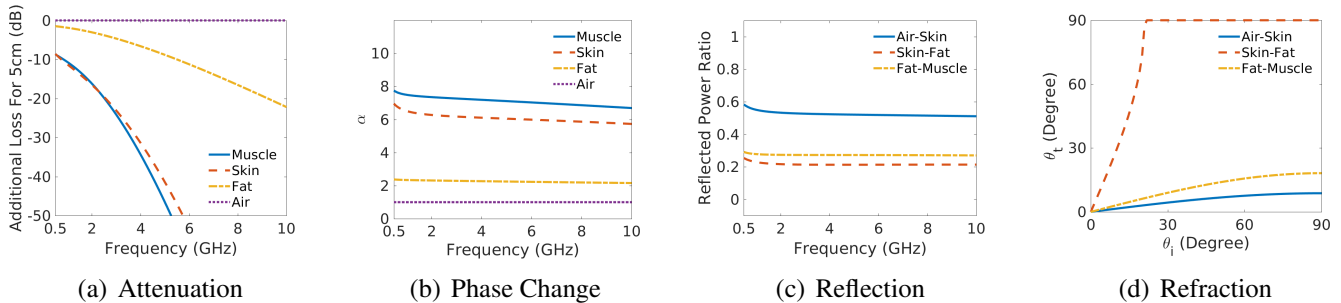 Additional Loss For 5cm (dB)
0
-10
-20
-30
-40
-50
0.5 2 4 6 8 10
Frequency (GHz)
Muscle
Skin
Fat
Air
(a) Attenuation
α
12
10
8
6
4
2
0
0.5 2 4 6 8 10
Frequency (GHz)
Muscle
Skin
Fat
Air
(b) Phase Change
Reflected Power Ratio
1
0.8
0.6
0.4
0.2
0
0.5 2 4 6 8 10
Frequency (GHz)
Air-Skin
Skin-Fat
Fat-Muscle
(c) Reflection
θt (Degree)
90
60
30
0
0 30 60 90
θi (Degree)
Air-Skin
Skin-Fat
Fat-Muscle
(d) Refraction